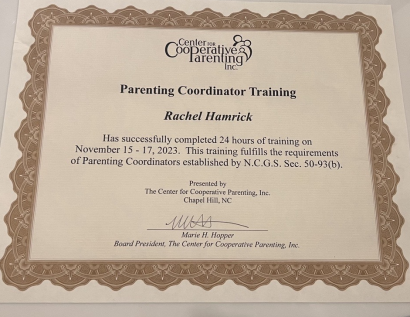 Center FOR
Cooperative
Parenting
Inc.
Parenting Coordinator Training
Rachel Hamrick
Has successfully completed 24 hours of training on
November 15 - 17, 2023. This training fulfills the requirements
of Parenting Coordinators established by N.C.G.S. Sec. 50-93(b).
Presented by
The Center for Cooperative Parenting, Inc.
Chapel Hill, NC
Marie H. Hopper
Board President, The Center for Cooperative Parenting, Inc.